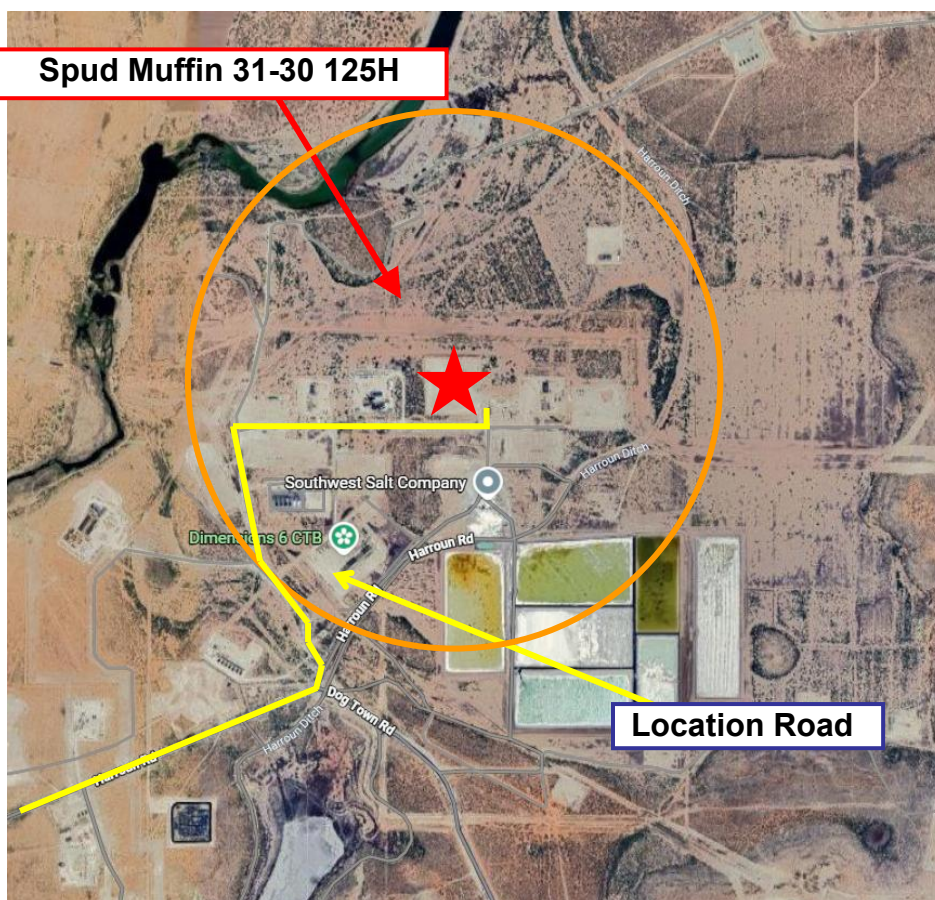 Spud Muffin 31-30 125H
Harroun Ditch
Harroun Ditch
Southwest Salt Company
Dimensions 6 CTB
Harroun Rd
Harroun Rd
Location Road
Dog Town Rd
Harroun Ditch
Harroun Rd